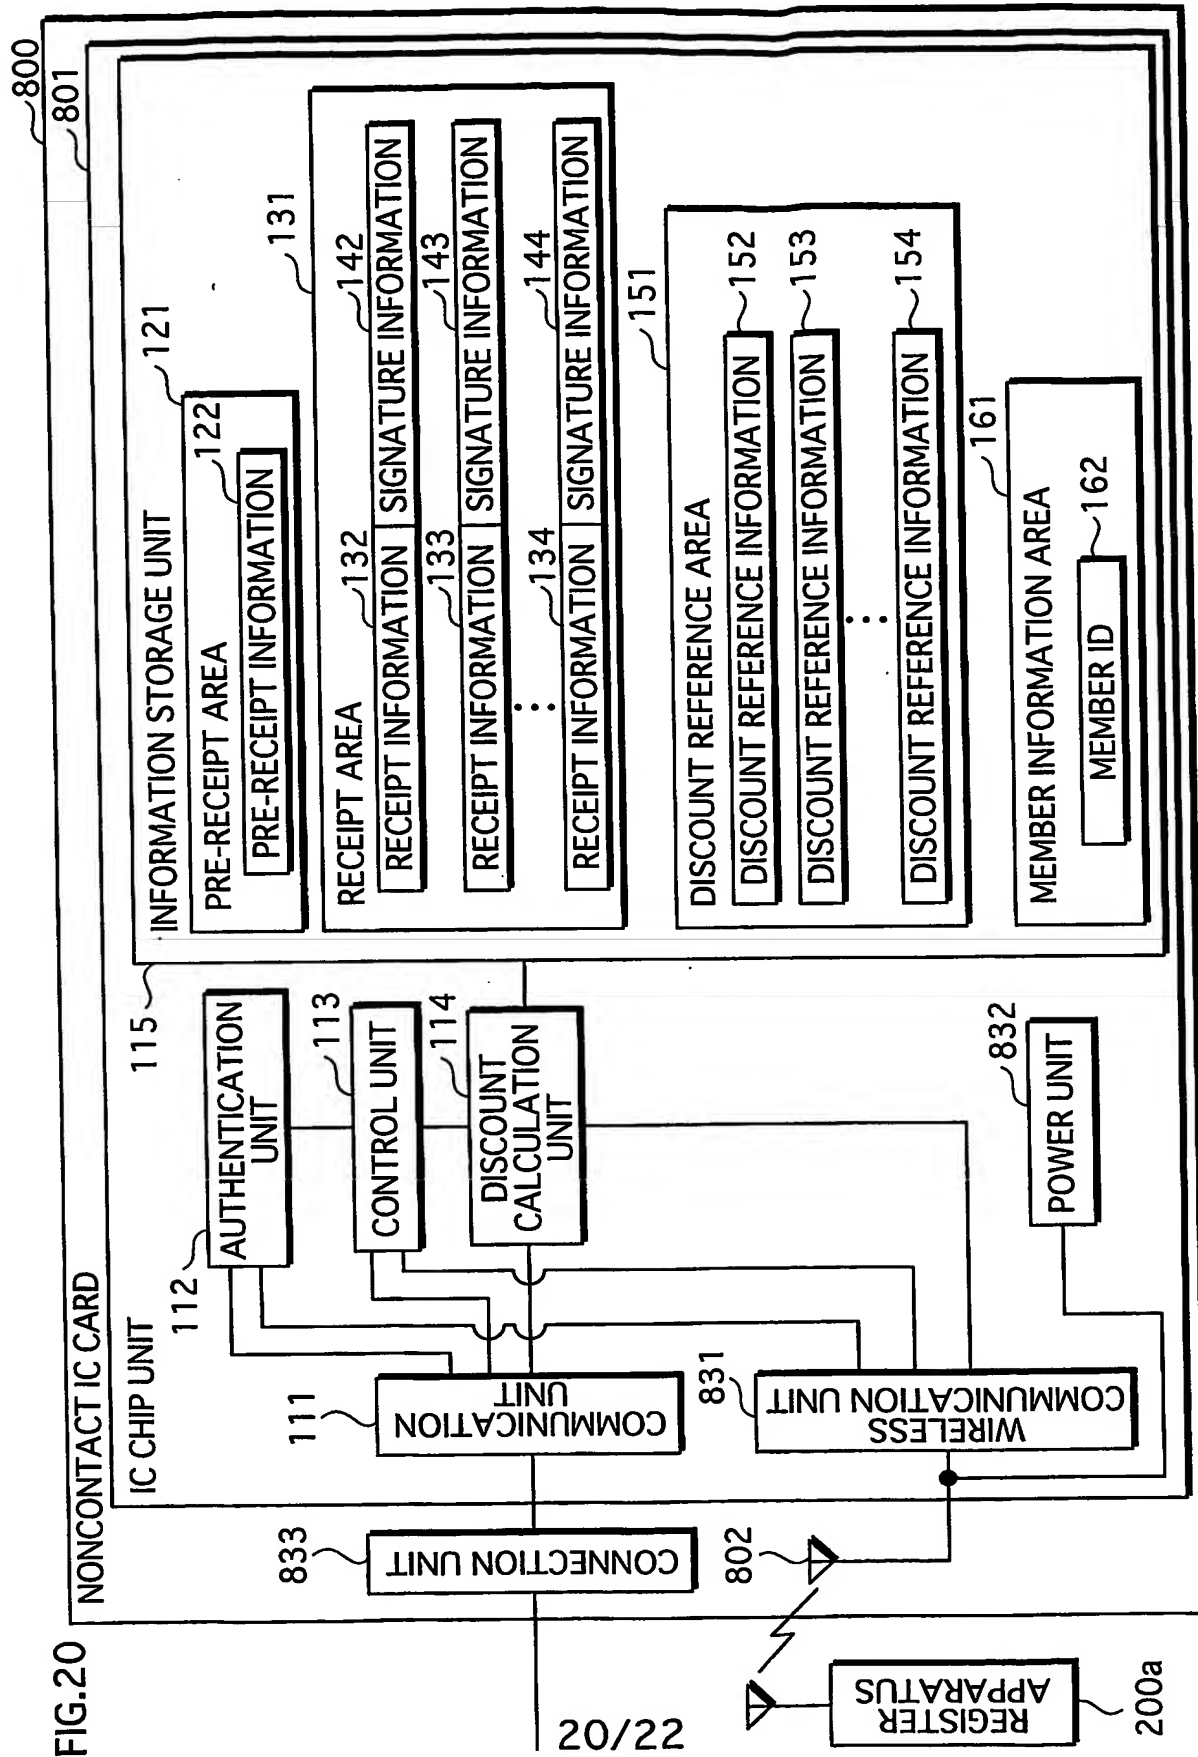 FIG.20
800
NONCONTACT IC CARD
801
IC CHIP UNIT
115
INFORMATION STORAGE UNIT
121
PRE-RECEIPT AREA
122
PRE-RECEIPT INFORMATION
131
RECEIPT AREA
132
142
RECEIPT INFORMATION
SIGNATURE INFORMATION
133
143
RECEIPT INFORMATION
SIGNATURE INFORMATION
134
144
RECEIPT INFORMATION
SIGNATURE INFORMATION
151
DISCOUNT REFERENCE AREA
DISCOUNT REFERENCE INFORMATION
152
DISCOUNT REFERENCE INFORMATION
153
DISCOUNT REFERENCE INFORMATION
154
161
MEMBER INFORMATION AREA
MEMBER ID
162
112
AUTHENTICATION
UNIT
113
CONTROL UNIT
114
DISCOUNT
CALCULATION
UNIT
111
COMMUNICATION
UNIT
831
WIRELESS
COMMUNICATION UNIT
832
POWER UNIT
833
CONNECTION UNIT
802
20/22
REGISTER
APPARATUS
200a